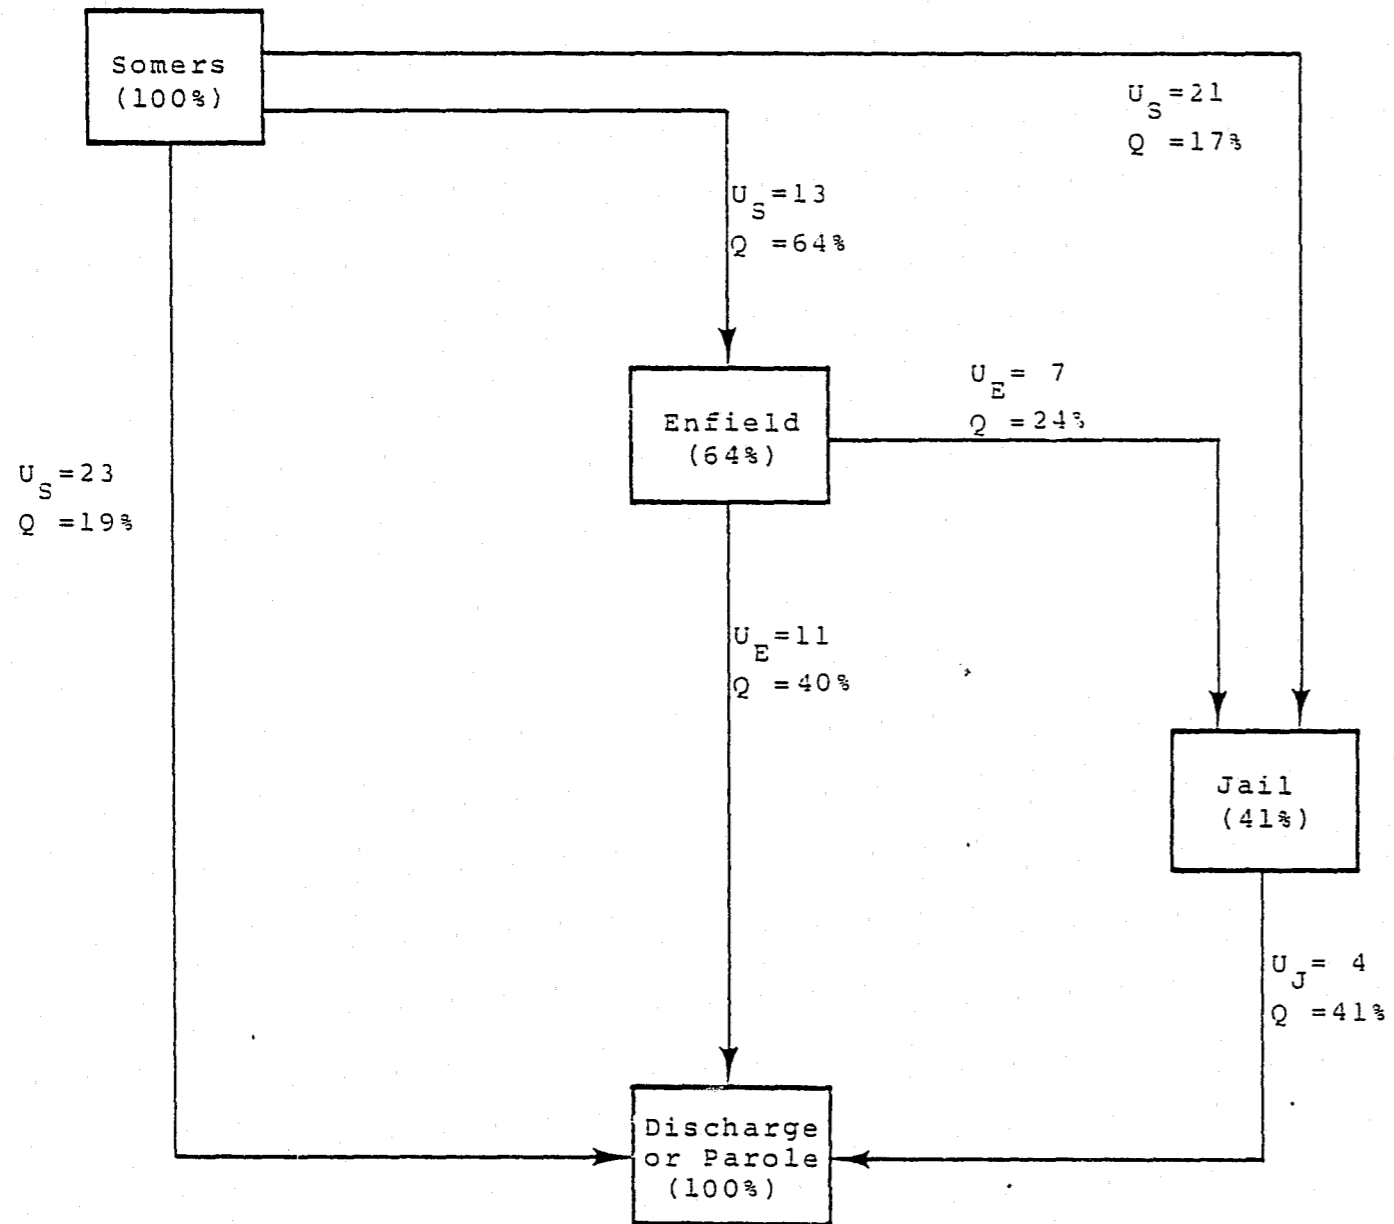 Somers
(100%)
U_S=21
Q =17%
U_S=13
Q =64%
U_E= 7
Q =24%
Enfield
(64%)
U_S=23
Q =19%
U_E=11
Q =40%
Jail
(41%)
U_J= 4
Q =41%
Discharge
or Parole
(100%)